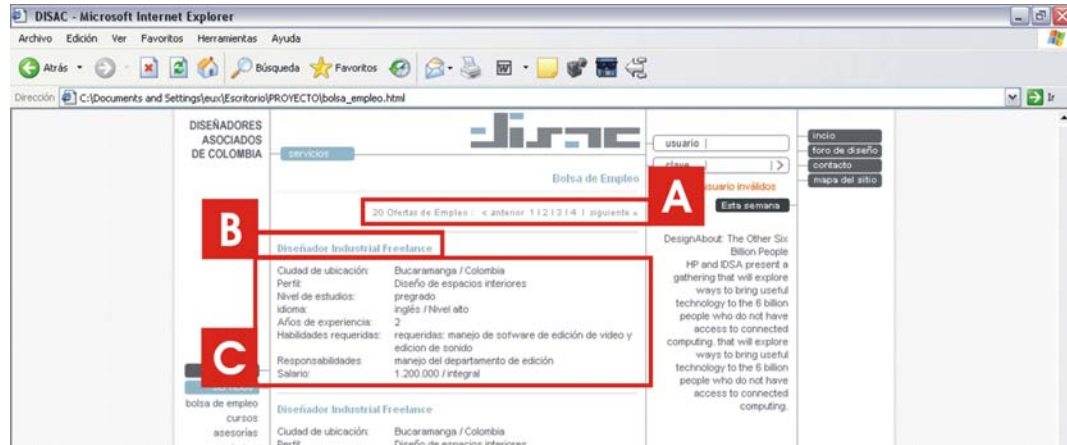 DISAC - Microsoft Internet Explorer
Archivo Edición Ver Favoritos Herramientas Ayuda
Atrás Búsqueda Favoritos
Dirección C:\Documents and Settings\eux\Escritorio\PROYECTO\bolsa_empleo.html Ir
DISEÑADORES
ASOCIADOS
DE COLOMBIA
servicios
disac
usuario |
clave | >
usuario inválidos
Esta semana
incio
foro de diseño
contacto
mapa del sitio
Bolsa de Empleo
20 Ofertas de Empleo : « anterior 1 | 2 | 3 | 4 | siguiente »
A
B
Diseñador Industrial Freelance
C
Ciudad de ubicación: Bucaramanga / Colombia
Perfil: Diseño de espacios interiores
Nivel de estudios: pregrado
idioma: inglés / Nivel alto
Años de experiencia: 2
Habilidades requeridas: requeridas: manejo de sofware de edición de video y
edicion de sonido
Responsabilidades manejo del departamento de edición
Salario: 1.200.000 / integral
Diseñador Industrial Freelance
Ciudad de ubicación: Bucaramanga / Colombia
Perfil: Diseño de espacios interiores
servicios
bolsa de empleo
cursos
asesorías
DesignAbout: The Other Six
Billion People
HP and IDSA present a
gathering that will explore
ways to bring useful
technology to the 6 billion
people who do not have
access to connected
computing. that will explore
ways to bring useful
technology to the 6 billion
people who do not have
access to connected
computing.